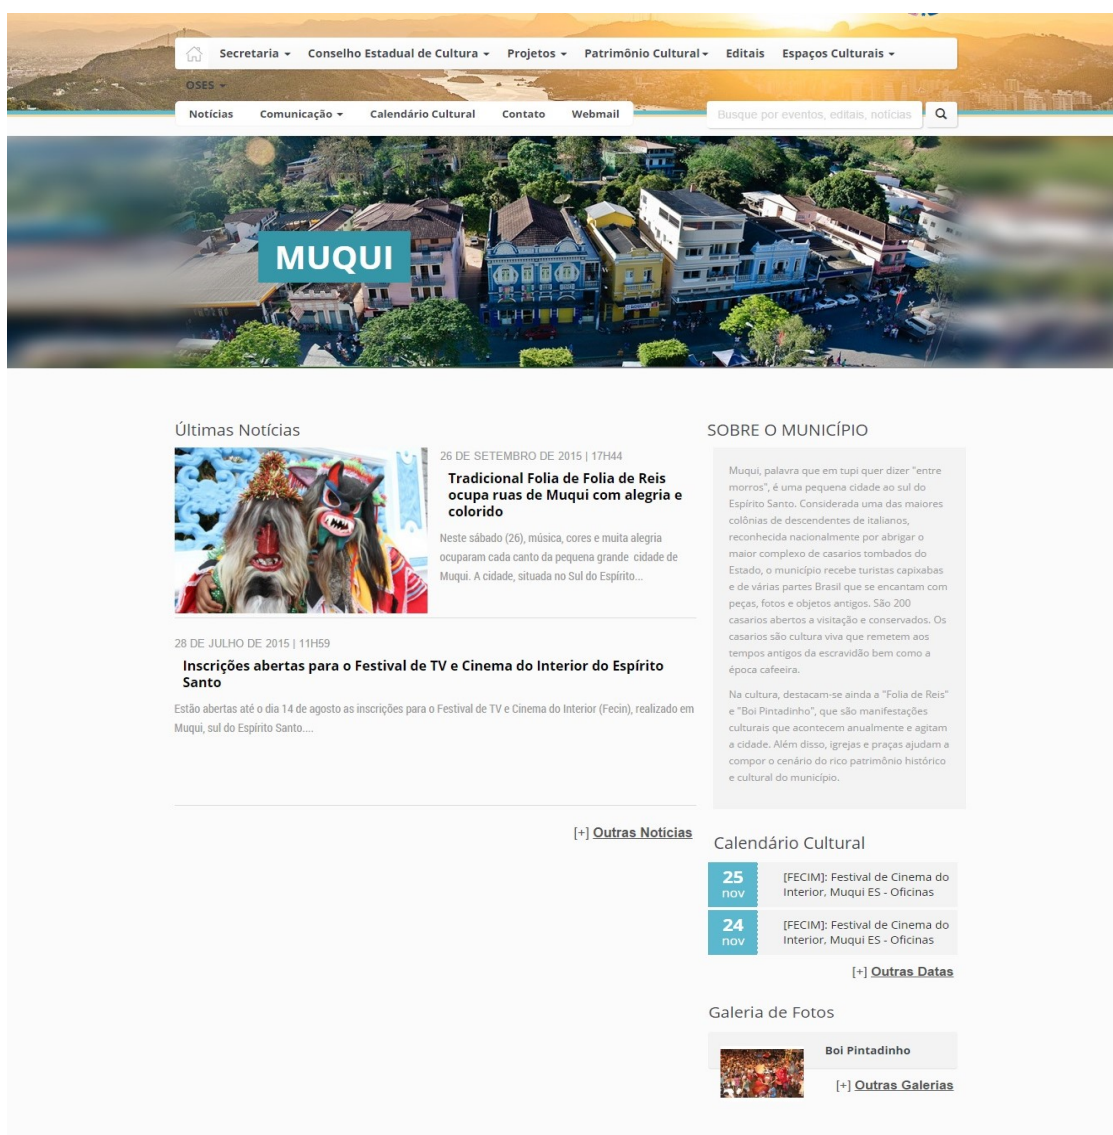 Secretaria Conselho Estadual de Cultura Projetos Patrimônio Cultural Editais Espaços Culturais
OSES
Notícias Comunicação Calendário Cultural Contato Webmail Busque por eventos, editais, notícias
MUQUI
Últimas Notícias
26 DE SETEMBRO DE 2015 | 17H44
Tradicional Folia de Folia de Reis
ocupa ruas de Muqui com alegria e
colorido
Neste sábado (26), música, cores e muita alegria
ocuparam cada canto da pequena grande cidade de
Muqui. A cidade, situada no Sul do Espírito...
28 DE JULHO DE 2015 | 11H59
Inscrições abertas para o Festival de TV e Cinema do Interior do Espírito
Santo
Estão abertas até o dia 14 de agosto as inscrições para o Festival de TV e Cinema do Interior (Fecin), realizado em
Muqui, sul do Espírito Santo....
[+] Outras Notícias
SOBRE O MUNICÍPIO
Muqui, palavra que em tupi quer dizer "entre
morros", é uma pequena cidade ao sul do
Espírito Santo. Considerada uma das maiores
colônias de descendentes de italianos,
reconhecida nacionalmente por abrigar o
maior complexo de casarios tombados do
Estado, o município recebe turistas capixabas
e de várias partes Brasil que se encantam com
peças, fotos e objetos antigos. São 200
casarios abertos a visitação e conservados. Os
casarios são cultura viva que remetem aos
tempos antigos da escravidão bem como a
época cafeeira.
Na cultura, destacam-se ainda a "Folia de Reis"
e "Boi Pintadinho", que são manifestações
culturais que acontecem anualmente e agitam
a cidade. Além disso, igrejas e praças ajudam a
compor o cenário do rico patrimônio histórico
e cultural do município.
Calendário Cultural
25 [FECIM]: Festival de Cinema do
nov Interior, Muqui ES - Oficinas
24 [FECIM]: Festival de Cinema do
nov Interior, Muqui ES - Oficinas
[+] Outras Datas
Galeria de Fotos
Boi Pintadinho
[+] Outras Galerias